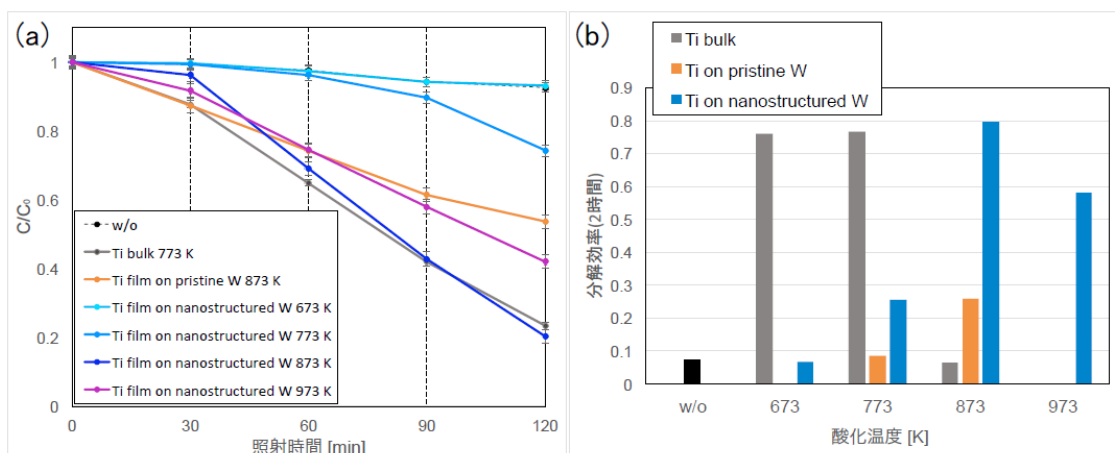 (a)
C/C₀
1
0.8
0.6
0.4
0.2
0
w/o
Ti bulk 773 K
Ti film on pristine W 873 K
Ti film on nanostructured W 673 K
Ti film on nanostructured W 773 K
Ti film on nanostructured W 873 K
Ti film on nanostructured W 973 K
0 30 60 90 120
照射時間 [min]
(b)
Ti bulk
Ti on pristine W
Ti on nanostructured W
分解効率(2時間)
0.9
0.8
0.7
0.6
0.5
0.4
0.3
0.2
0.1
0
w/o 673 773 873 973
酸化温度 [K]